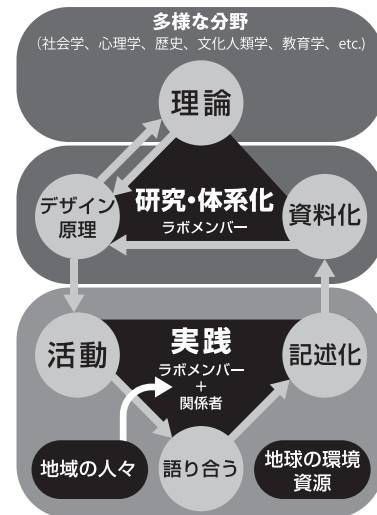 多様な分野
（社会学、心理学、歴史、文化人類学、教育学、etc.）
理論
デザイン
原理
研究・体系化
ラボメンバー
資料化
活動
実践
ラボメンバー
+
関係者
記述化
地域の人々
語り合う
地球の環境
資源